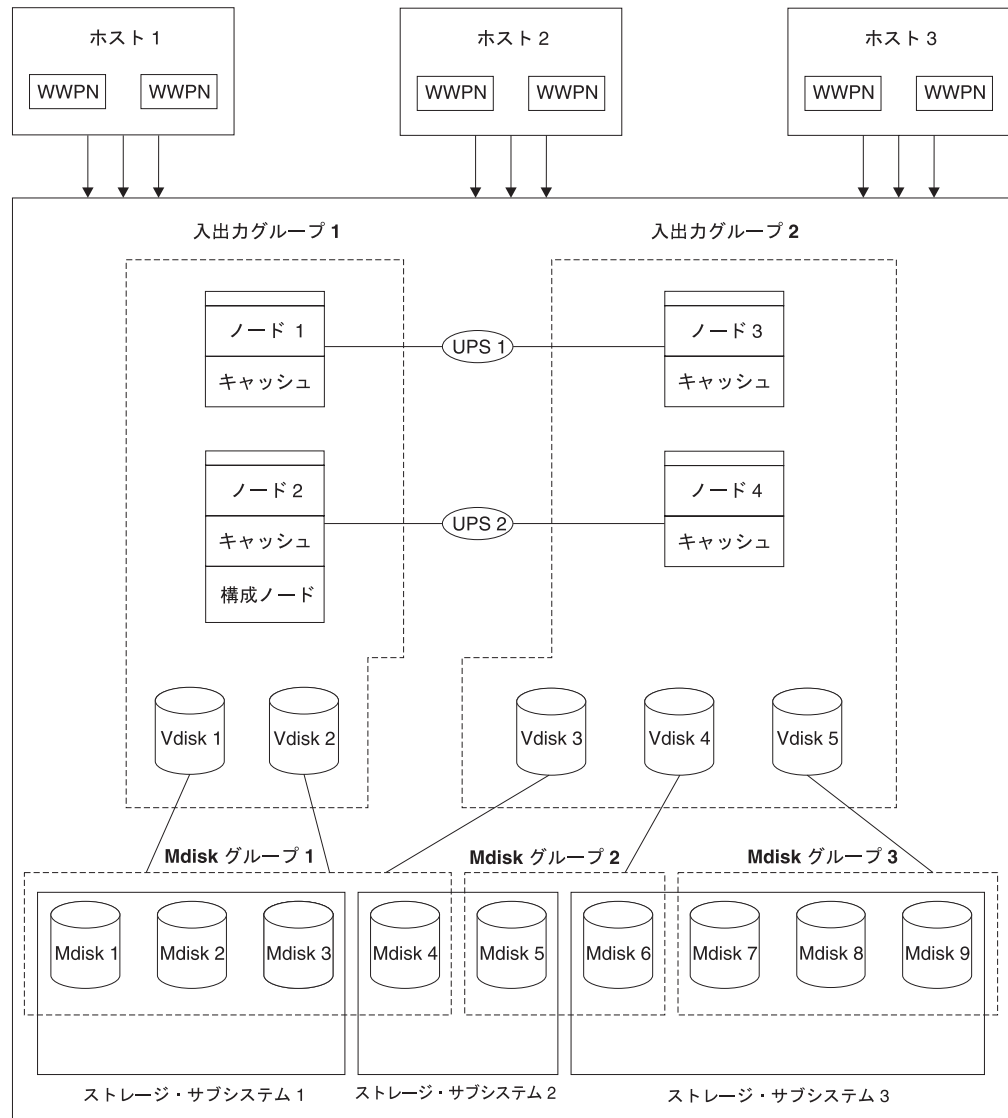 ホスト 1
WWPN WWPN
ホスト 2
WWPN WWPN
ホスト 3
WWPN WWPN
入出力グループ 1
入出力グループ 2
ノード 1
キャッシュ
UPS 1
ノード 3
キャッシュ
ノード 2
キャッシュ
構成ノード
UPS 2
ノード 4
キャッシュ
Vdisk 1 Vdisk 2 Vdisk 3 Vdisk 4 Vdisk 5
Mdisk グループ 1
Mdisk グループ 2
Mdisk グループ 3
Mdisk 1 Mdisk 2 Mdisk 3 Mdisk 4 Mdisk 5 Mdisk 6 Mdisk 7 Mdisk 8 Mdisk 9
ストレージ・サブシステム 1
ストレージ・サブシステム 2
ストレージ・サブシステム 3